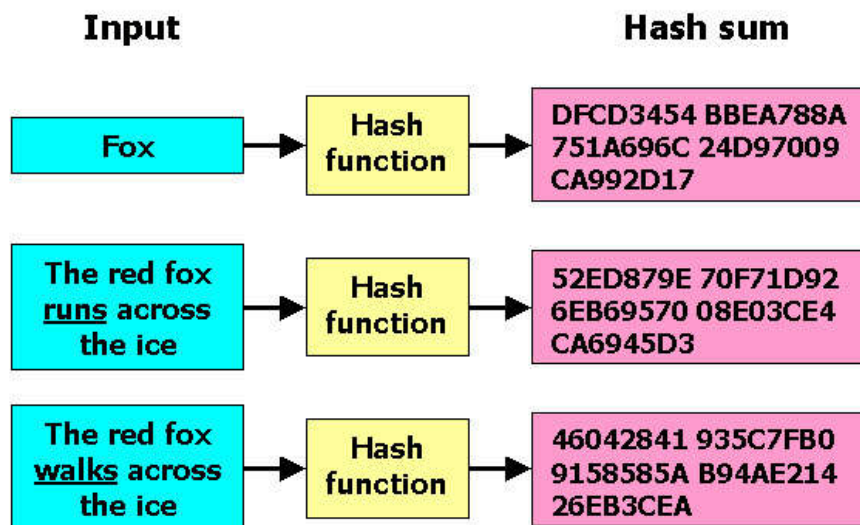 Input
Hash sum
Fox
Hash
function
DFCD3454 BBEA788A
751A696C 24D97009
CA992D17
The red fox
runs across
the ice
Hash
function
52ED879E 70F71D92
6EB69570 08E03CE4
CA6945D3
The red fox
walks across
the ice
Hash
function
46042841 935C7FB0
9158585A B94AE214
26EB3CEA